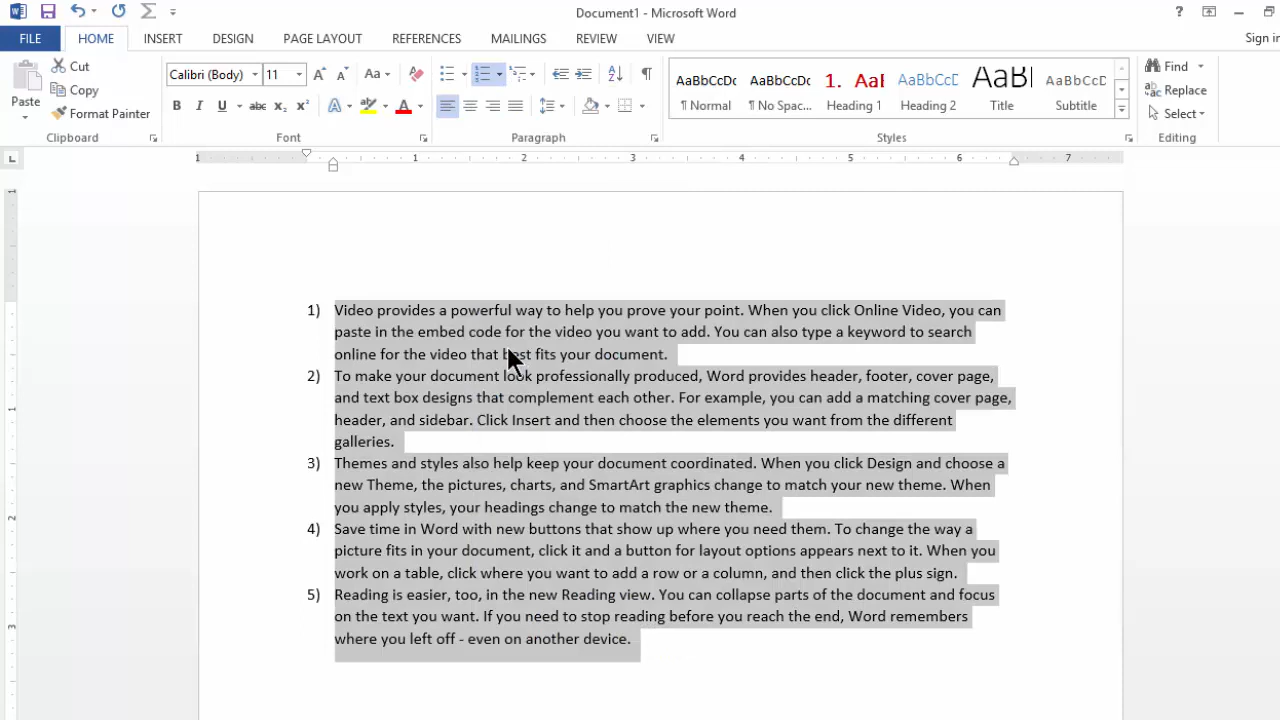 Document1 - Microsoft Word
FILE HOME INSERT DESIGN PAGE LAYOUT REFERENCES MAILINGS REVIEW VIEW Sign in
Paste
Cut
Copy
Format Painter
Clipboard
Calibri (Body) 11
Font
Paragraph
AaBbCcDc AaBbCcDc 1. AaI AaBbCcD AaB AaBbCcD
¶ Normal ¶ No Spac... Heading 1 Heading 2 Title Subtitle
Styles
Find
Replace
Select
Editing
1 1 2 3 4 5 6 7
1
1
2
3
1) Video provides a powerful way to help you prove your point. When you click Online Video, you can
paste in the embed code for the video you want to add. You can also type a keyword to search
online for the video that best fits your document.
2) To make your document look professionally produced, Word provides header, footer, cover page,
and text box designs that complement each other. For example, you can add a matching cover page,
header, and sidebar. Click Insert and then choose the elements you want from the different
galleries.
3) Themes and styles also help keep your document coordinated. When you click Design and choose a
new Theme, the pictures, charts, and SmartArt graphics change to match your new theme. When
you apply styles, your headings change to match the new theme.
4) Save time in Word with new buttons that show up where you need them. To change the way a
picture fits in your document, click it and a button for layout options appears next to it. When you
work on a table, click where you want to add a row or a column, and then click the plus sign.
5) Reading is easier, too, in the new Reading view. You can collapse parts of the document and focus
on the text you want. If you need to stop reading before you reach the end, Word remembers
where you left off - even on another device.